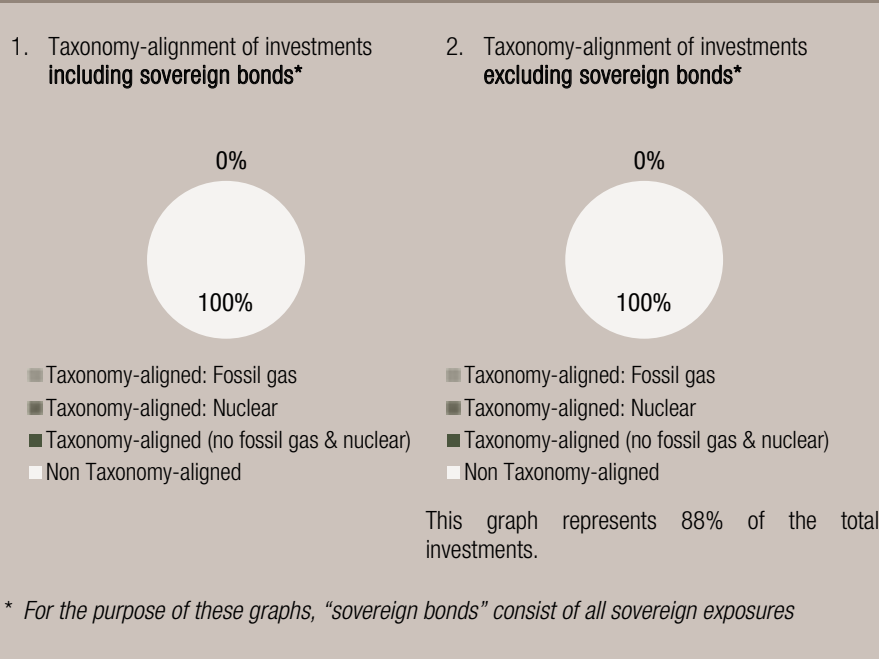 1. Taxonomy-alignment of investments
including sovereign bonds*
0%
100%
Taxonomy-aligned: Fossil gas
Taxonomy-aligned: Nuclear
Taxonomy-aligned (no fossil gas & nuclear)
Non Taxonomy-aligned
2. Taxonomy-alignment of investments
excluding sovereign bonds*
0%
100%
Taxonomy-aligned: Fossil gas
Taxonomy-aligned: Nuclear
Taxonomy-aligned (no fossil gas & nuclear)
Non Taxonomy-aligned
This graph represents 88% of the total
investments.
* For the purpose of these graphs, “sovereign bonds” consist of all sovereign exposures